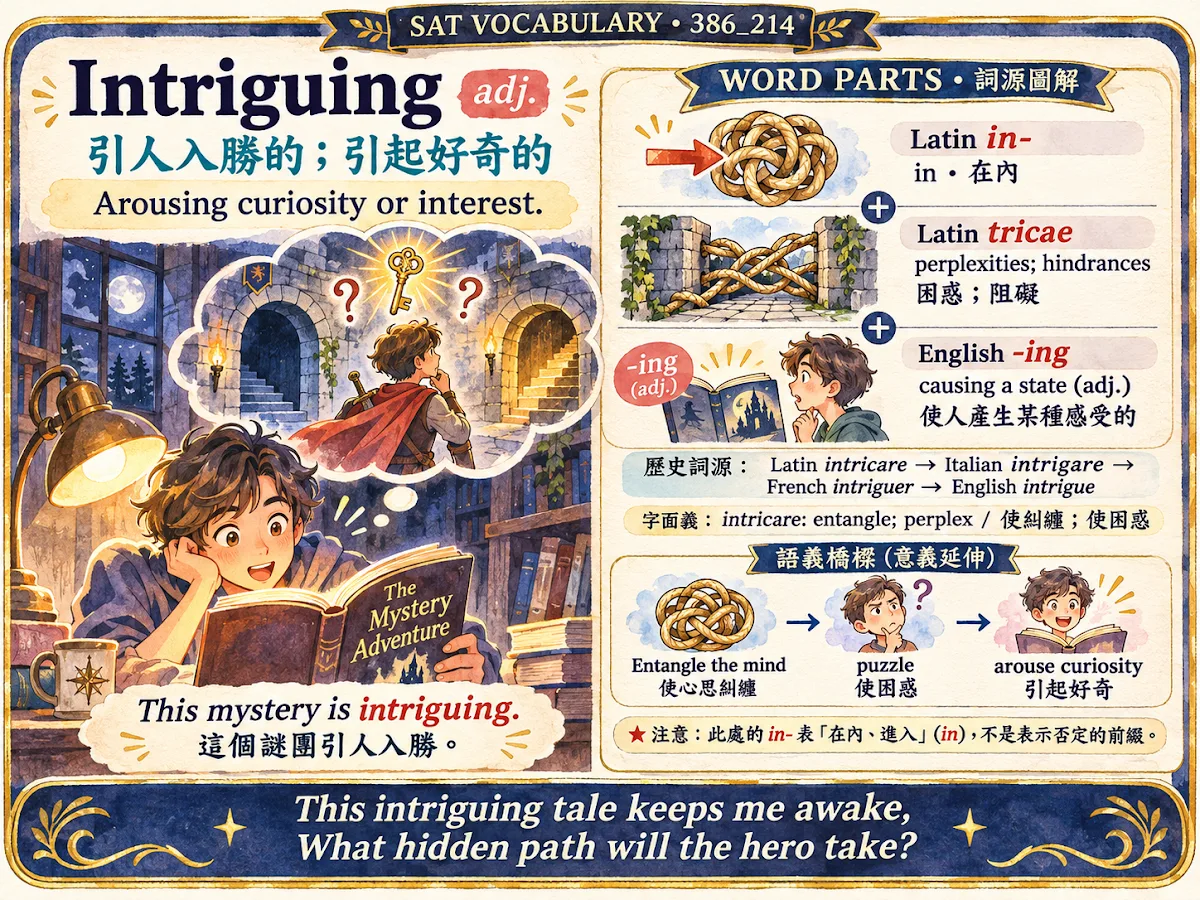 SAT VOCABULARY • 386_214
Intriguing adj.
引人入勝的；引起好奇的
Arousing curiosity or interest.
? ?
The
Mystery
Adventure
This mystery is intriguing.
這個謎團引人入勝。
WORD PARTS • 詞源圖解
Latin in-
in • 在內
+
Latin tricae
perplexities; hindrances
困惑；阻礙
+
-ing
(adj.)
English -ing
causing a state (adj.)
使人產生某種感受的
歷史詞源： Latin intricare → Italian intrigare →
French intriguer → English intrigue
字面義：intricare: entangle; perplex / 使糾纏；使困惑
語義橋樑 (意義延伸)
?
→ →
Entangle the mind
使心思糾纏
puzzle
使困惑
arouse curiosity
引起好奇
★ 注意：此處的 in- 表「在內、進入」(in)，不是表示否定的前綴。
This intriguing tale keeps me awake,
What hidden path will the hero take?